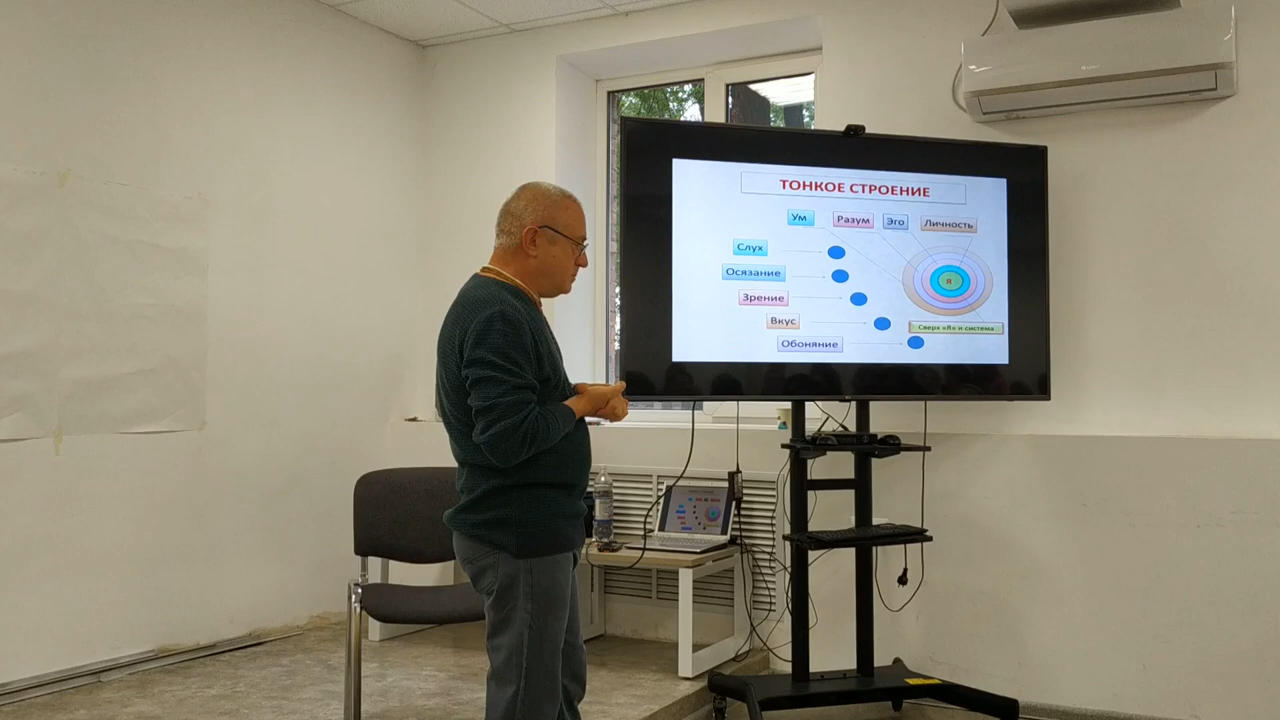 ТОНКОЕ СТРОЕНИЕ
Ум
Разум
Эго
Личность
Слух
Осязание
Зрение
Вкус
Обоняние
Я
Сверх «Я» и система